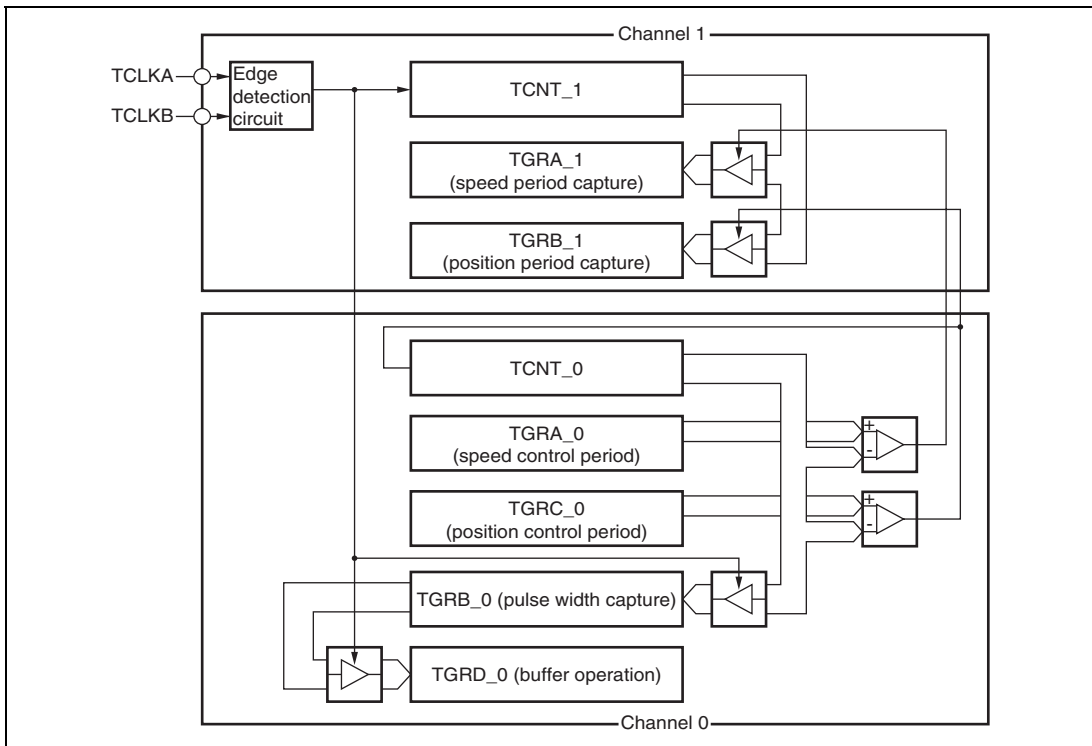 Channel 1
TCLKA
TCLKB
Edge
detection
circuit
TCNT_1
TGRA_1
(speed period capture)
TGRB_1
(position period capture)
TCNT_0
TGRA_0
(speed control period)
+
-
TGRC_0
(position control period)
+
-
TGRB_0 (pulse width capture)
TGRD_0 (buffer operation)
Channel 0